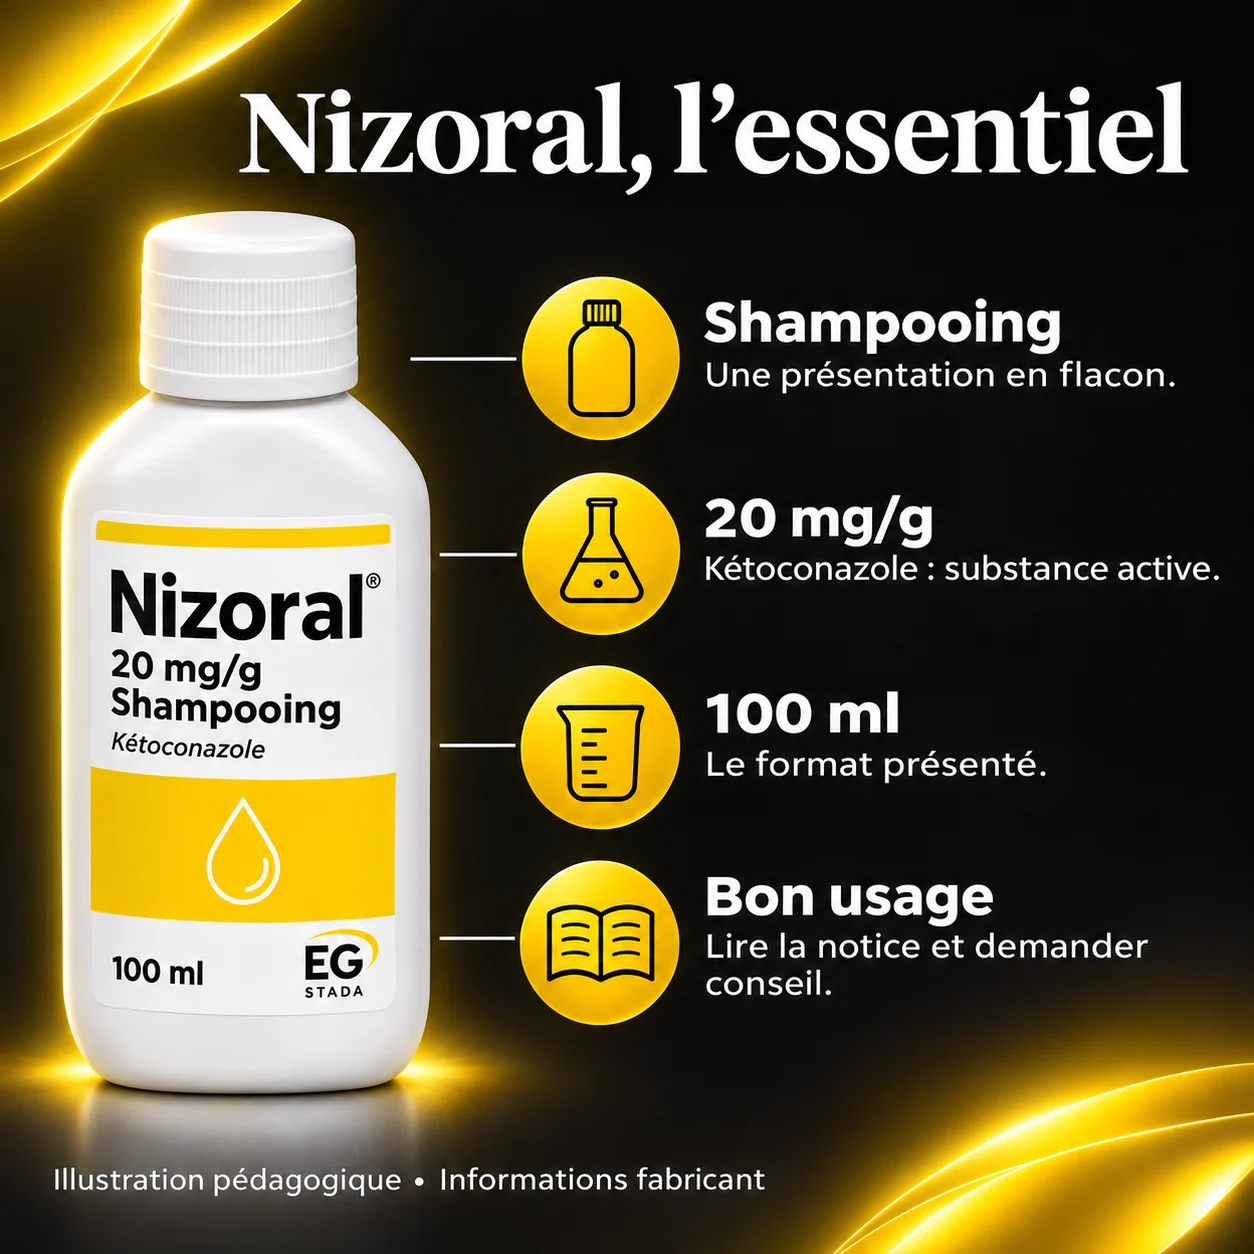 Nizoral, l’essentiel
Nizoral®
20 mg/g
Shampooing
Kétoconazole
100 ml
EG
STADA
Shampooing
Une présentation en flacon.
20 mg/g
Kétoconazole : substance active.
100 ml
Le format présenté.
Bon usage
Lire la notice et demander
conseil.
Illustration pédagogique • Informations fabricant